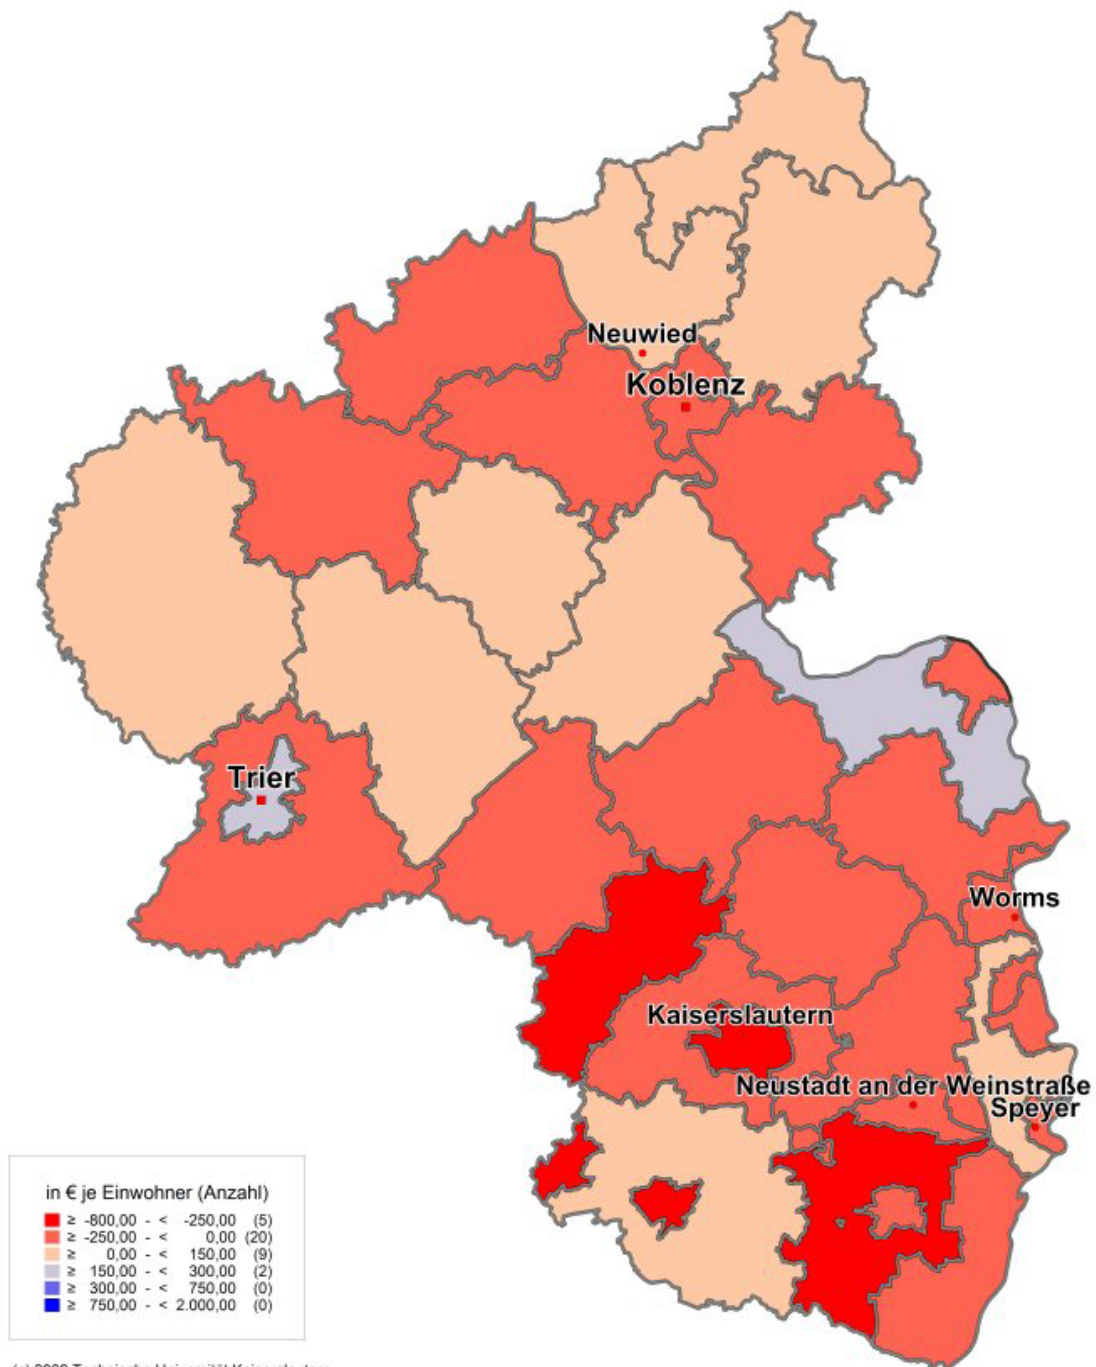 Neuwied
Koblenz
Trier
Worms
Kaiserslautern
Neustadt an der Weinstraße
Speyer
in € je Einwohner (Anzahl)
≥ -800,00 - < -250,00 (5)
≥ -250,00 - < 0,00 (20)
≥ 0,00 - < 150,00 (9)
≥ 150,00 - < 300,00 (2)
≥ 300,00 - < 750,00 (0)
≥ 750,00 - < 2.000,00 (0)